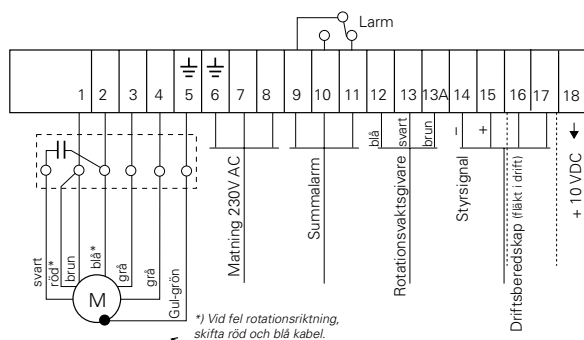 Larm
1 2 3 4 5 6 7 8 9 10 11 12 13 13A 14 15 16 17 18
blå
svart
brun
–
+
Matning 230V AC
Summalarm
Rotationsvaktsgivare
Styrsignal
Driftsberedskap (fläkt i drift)
+ 10 VDC
svart
röd*
brun
blå*
grå
grå
Gul-grön
M
*) Vid fel rotationsriktning,
skifta röd och blå kabel.